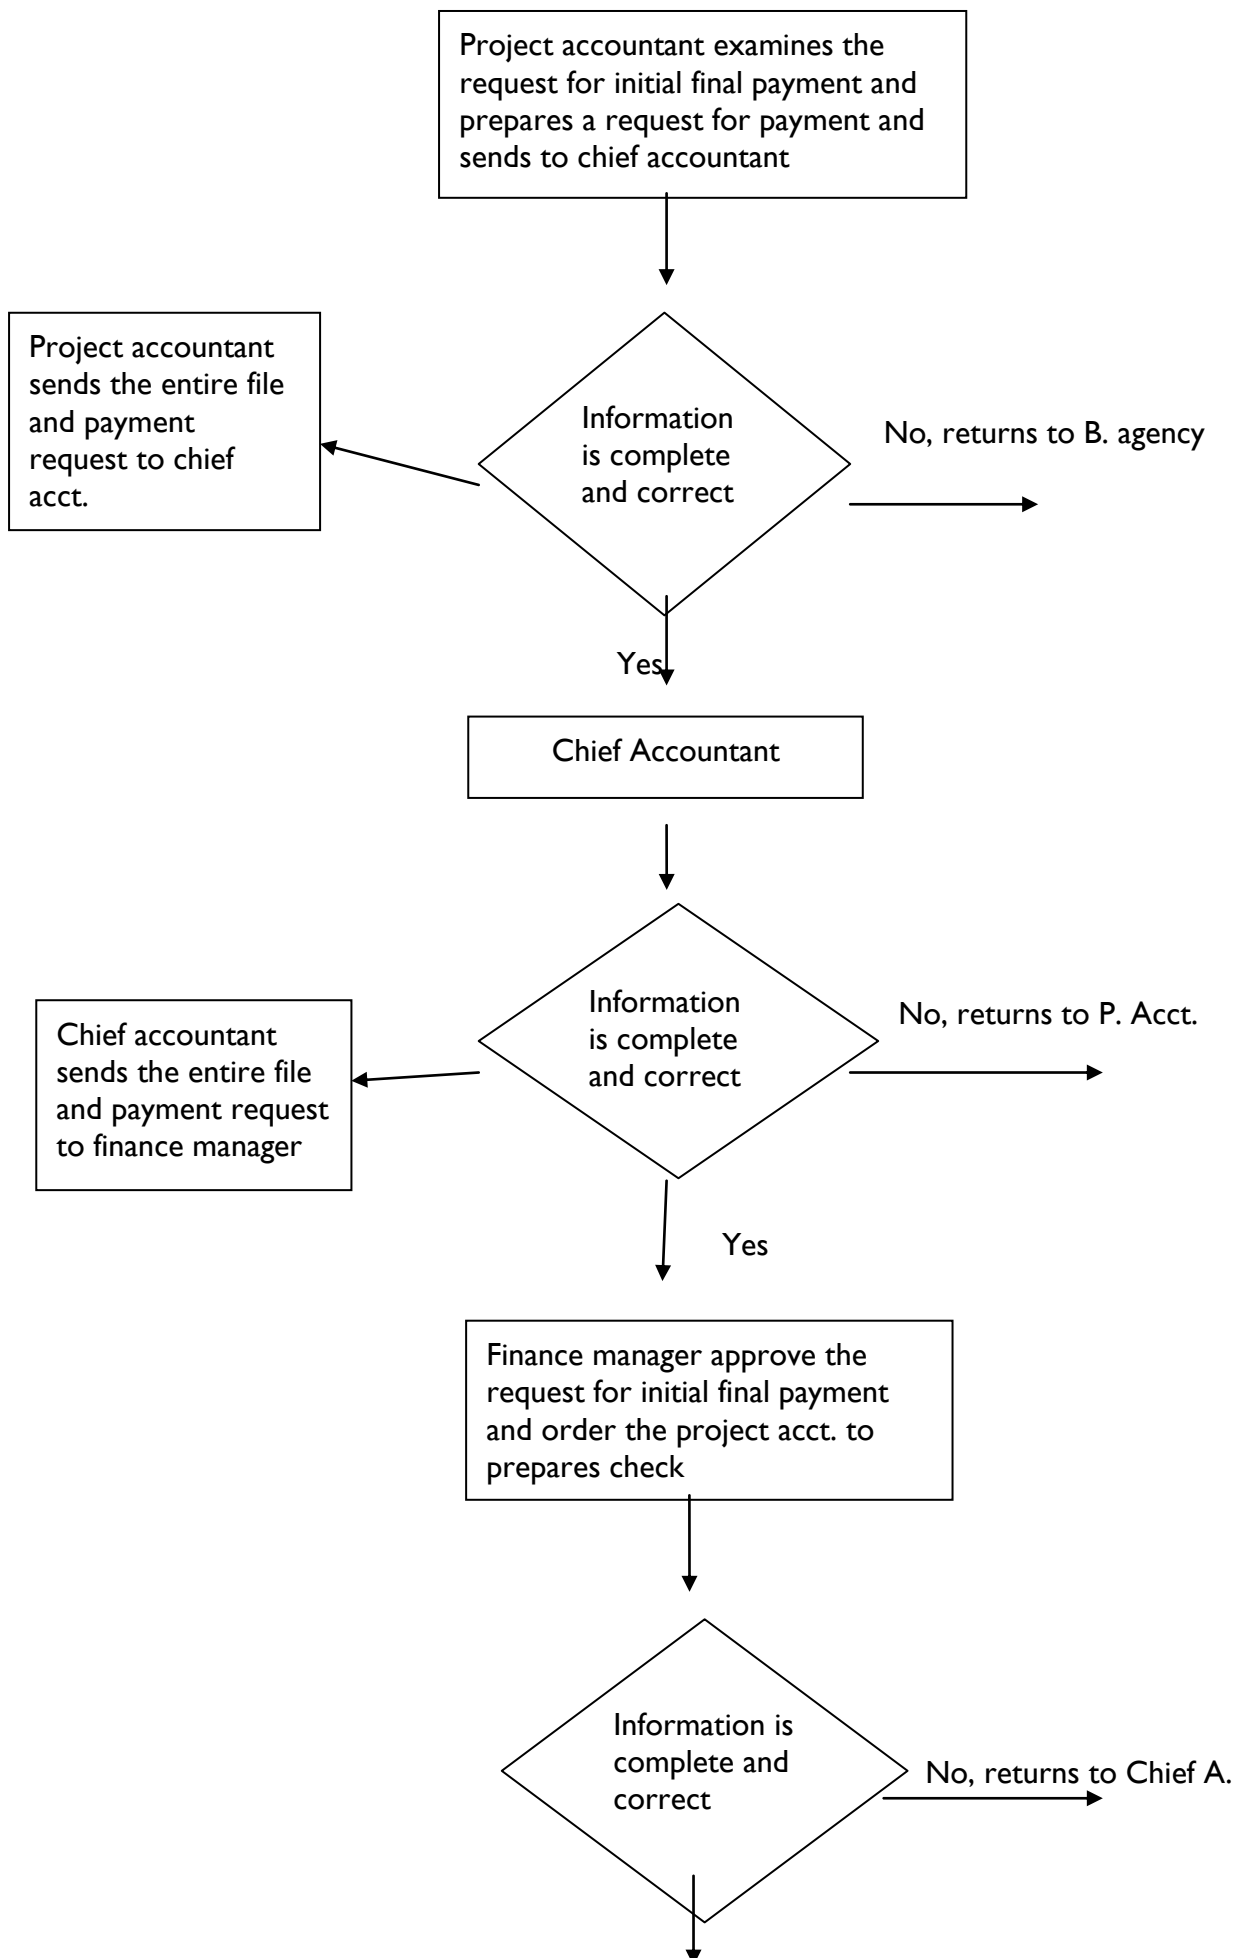 Project accountant examines the
request for initial final payment and
prepares a request for payment and
sends to chief accountant
Project accountant
sends the entire file
and payment
request to chief
acct.
Information
is complete
and correct
No, returns to B. agency
Yes
Chief Accountant
Chief accountant
sends the entire file
and payment request
to finance manager
Information
is complete
and correct
No, returns to P. Acct.
Yes
Finance manager approve the
request for initial final payment
and order the project acct. to
prepares check
Information is
complete and
correct
No, returns to Chief A.